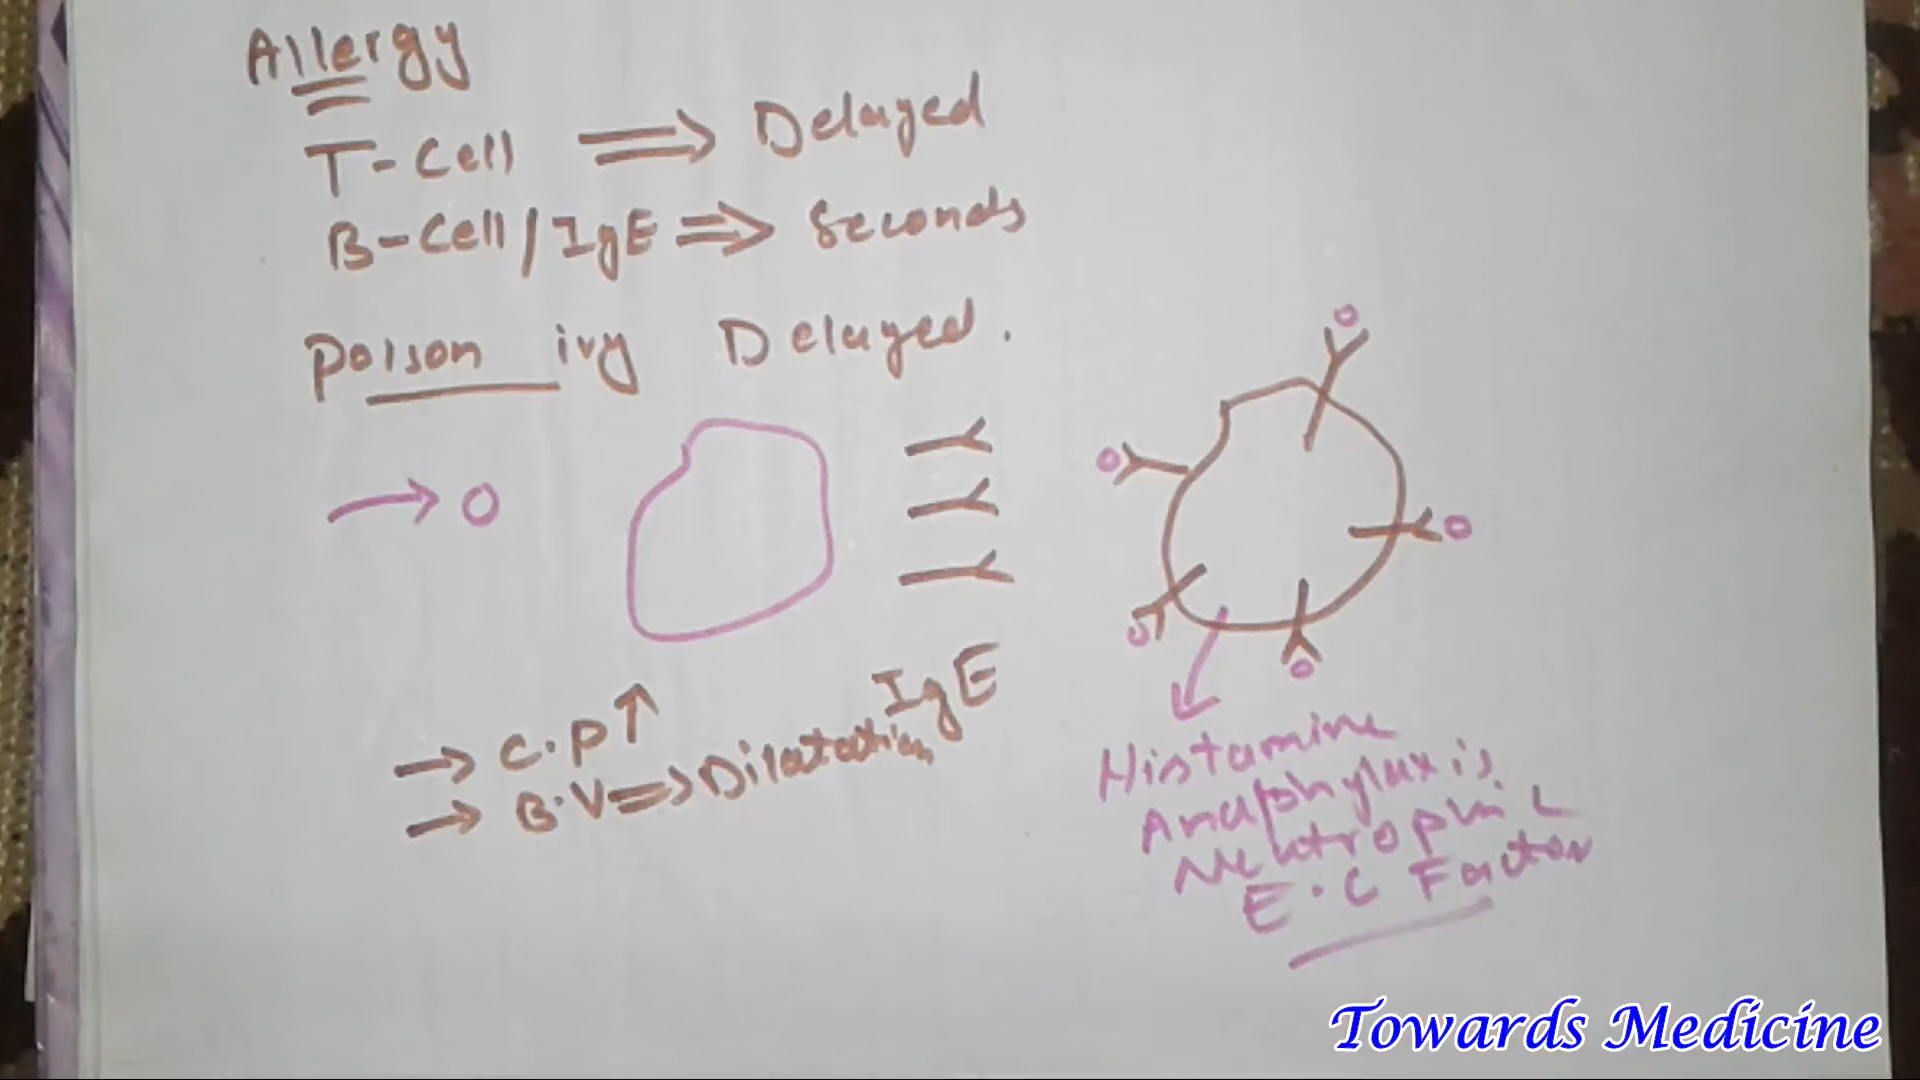 Allergy
T-Cell ⇒ Delayed
B-Cell/IgE ⇒ Seconds
Poison ivy Delayed.
→ O
IgE
→ C.P↑
→ B.V ⇒ Dilatation
Histamine
Anaphylaxis
Neutrophil
E.C Factor
Towards Medicine